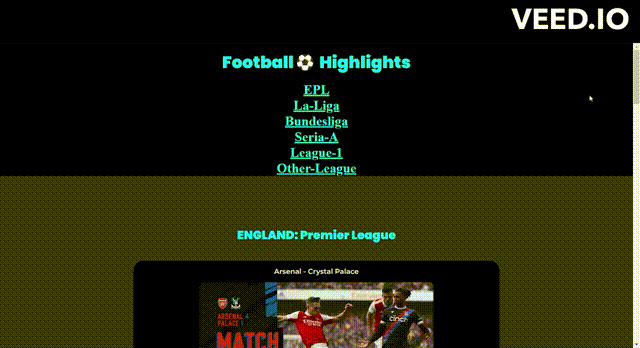 VEED.IO
Football⚽ Highlights
EPL
La-Liga
Bundesliga
Seria-A
League-1
Other-League
ENGLAND: Premier League
Arsenal - Crystal Palace
ARSENAL 4
PALACE 1
MATCH
cinch